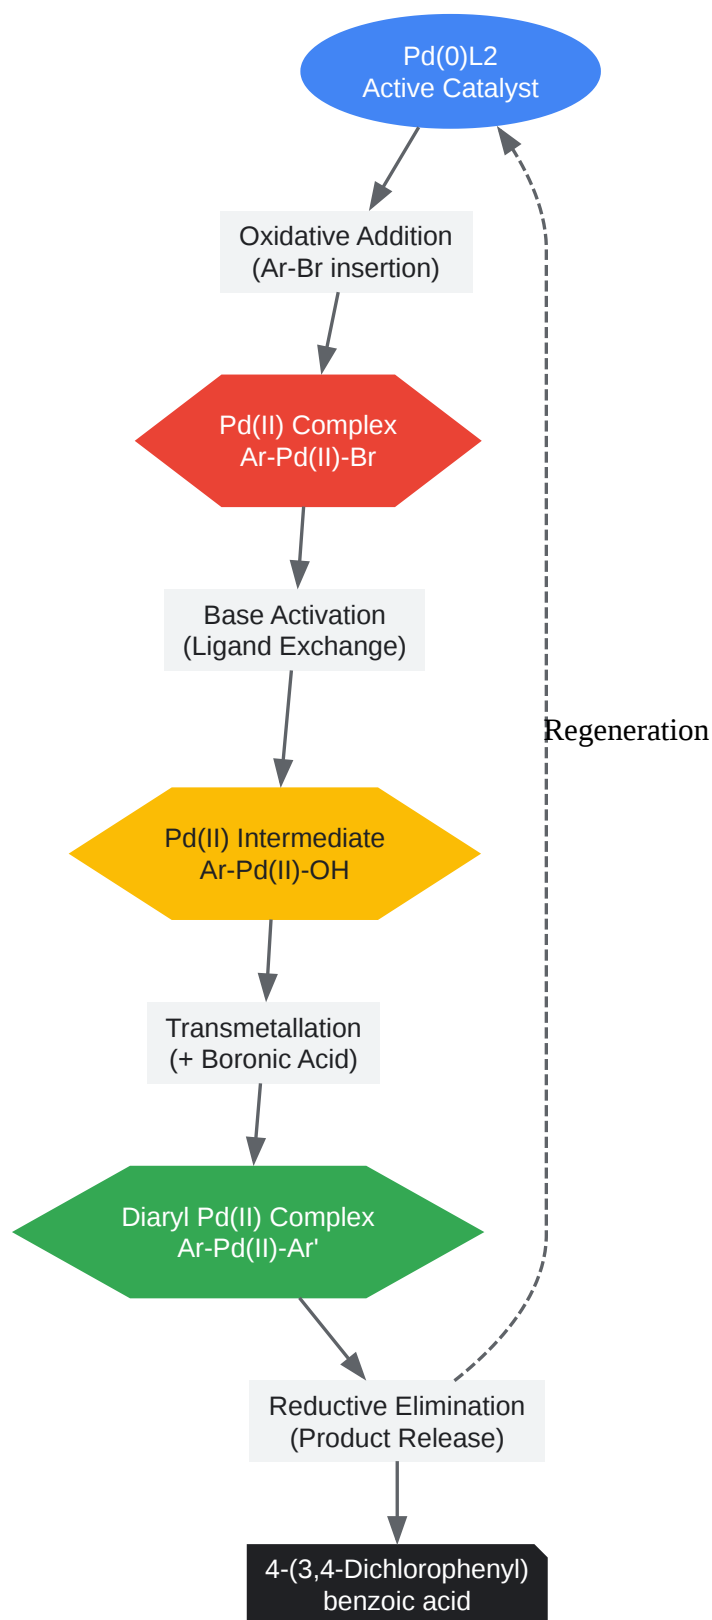 Pd(0)L2
Active Catalyst
Oxidative Addition
(Ar-Br insertion)
Pd(II) Complex
Ar-Pd(II)-Br
Base Activation
(Ligand Exchange)
Regeneration
Pd(II) Intermediate
Ar-Pd(II)-OH
Transmetallation
(+ Boronic Acid)
Diaryl Pd(II) Complex
Ar-Pd(II)-Ar'
Reductive Elimination
(Product Release)
4-(3,4-Dichlorophenyl)
benzoic acid